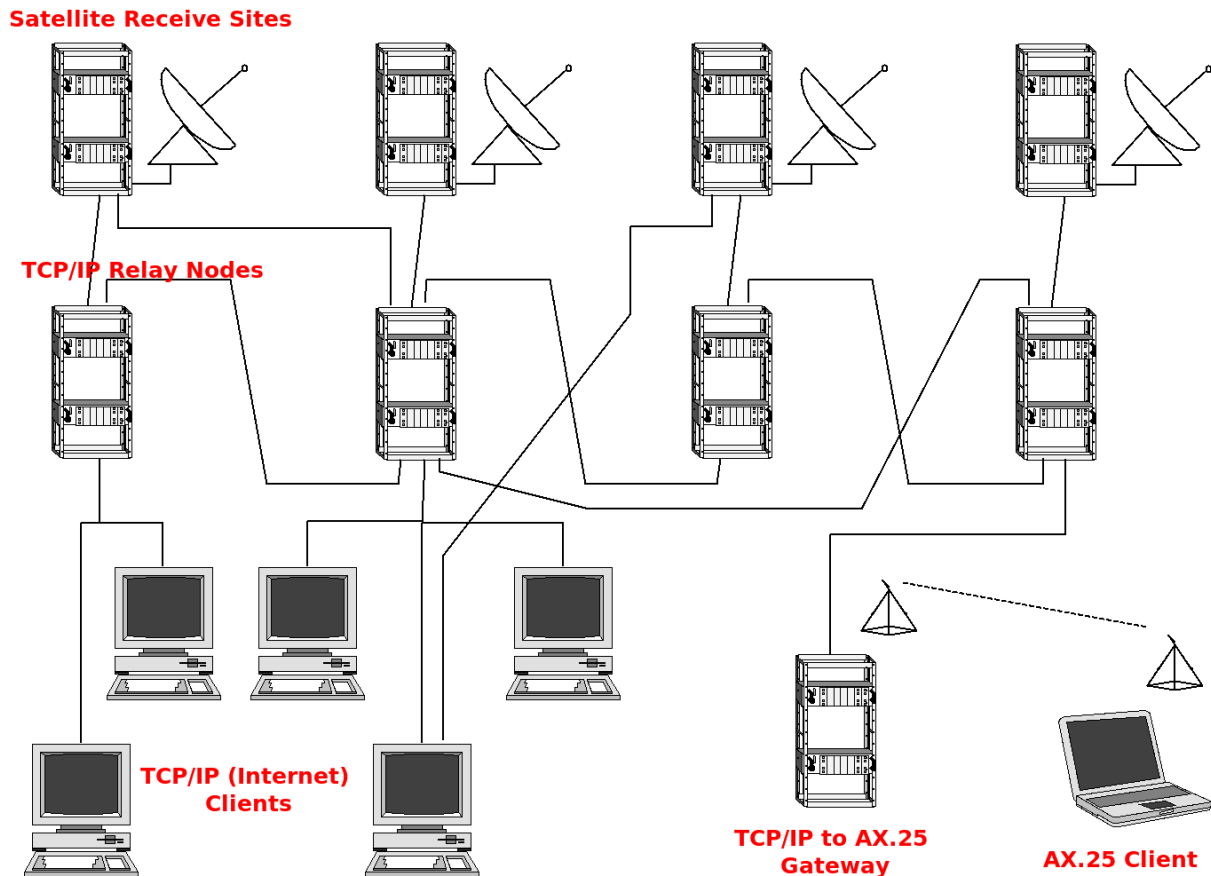 Satellite Receive Sites
TCP/IP Relay Nodes
TCP/IP (Internet)
Clients
TCP/IP to AX.25
Gateway
AX.25 Client